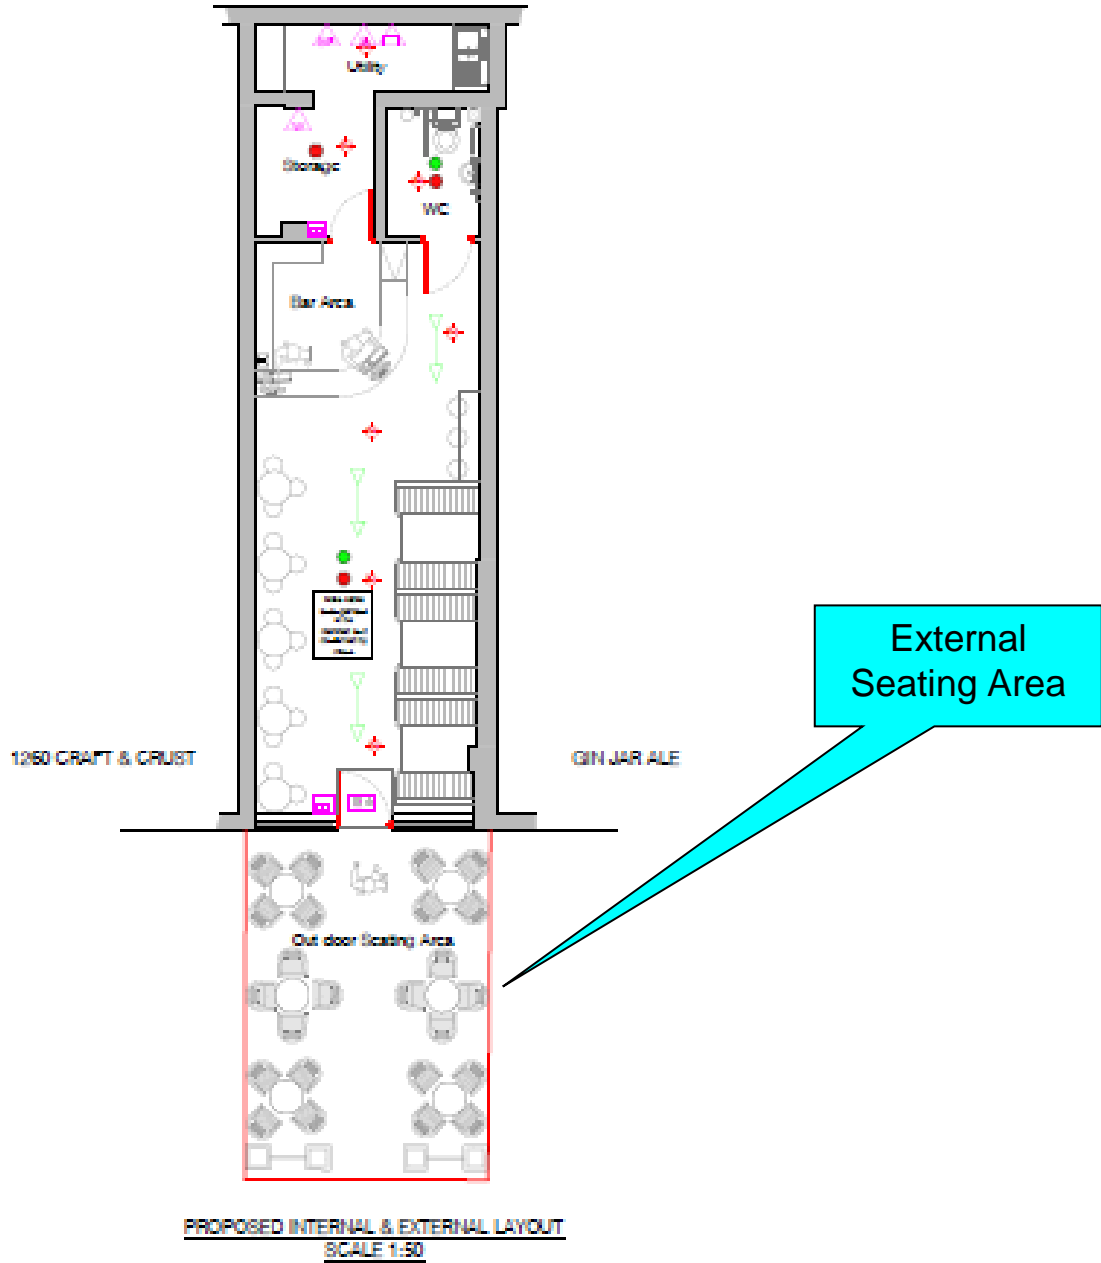 Utility
Storage
WC
Bar Area
External
Seating Area
1260 CRAFT & CRUST
GIN JAR ALE
Out door Seating Area
PROPOSED INTERNAL & EXTERNAL LAYOUT
SCALE 1:50